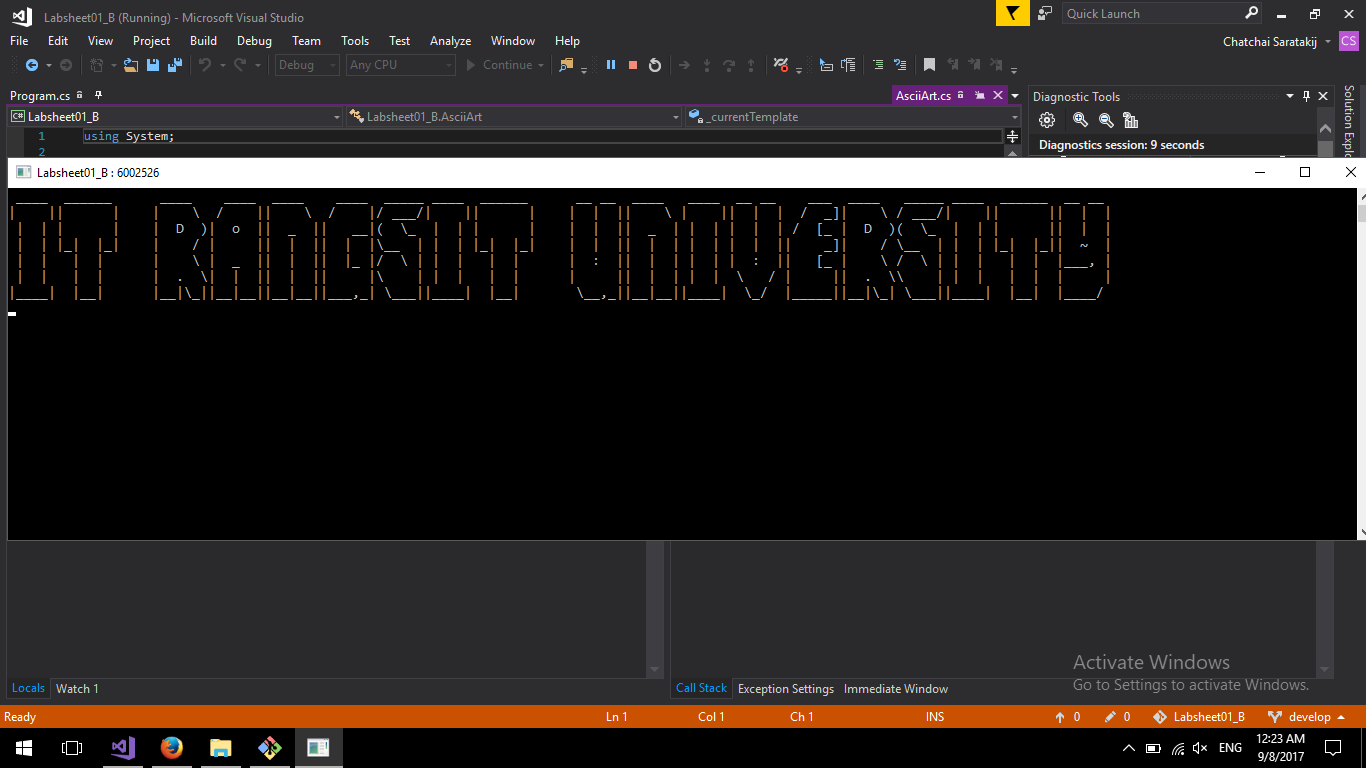 Labsheet01_B (Running) - Microsoft Visual Studio
Quick Launch
File Edit View Project Build Debug Team Tools Test Analyze Window Help
Chatchai Saratakij CS
Debug Any CPU Continue
Program.cs AsciiArt.cs
Diagnostic Tools
Solution Explo
Labsheet01_B Labsheet01_B.AsciiArt _currentTemplate
1 using System;
2
Diagnostics session: 9 seconds
Labsheet01_B : 6002526
IT RANGSIT UNIVERSITY
Locals Watch 1
Call Stack Exception Settings Immediate Window
Activate Windows
Go to Settings to activate Windows.
Ready Ln 1 Col 1 Ch 1 INS 0 0 Labsheet01_B develop
ENG 12:23 AM
9/8/2017